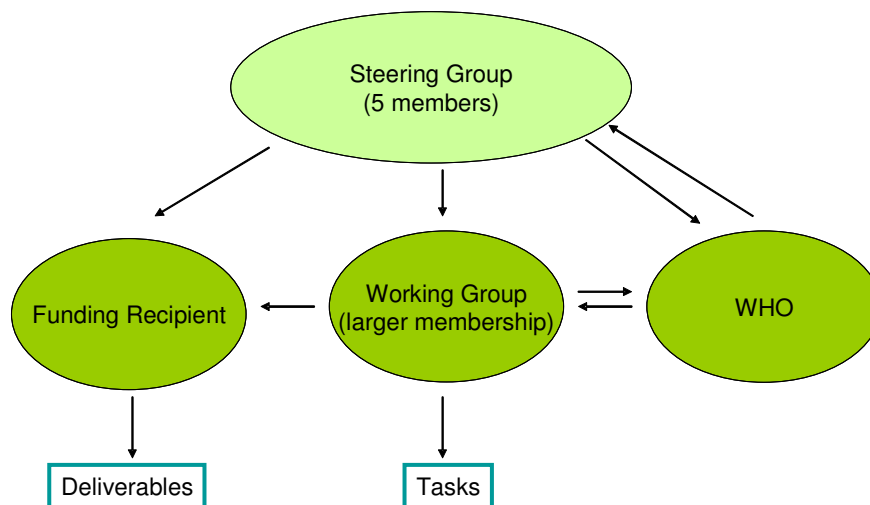 Steering Group
(5 members)
Funding Recipient
Working Group
(larger membership)
WHO
Deliverables
Tasks